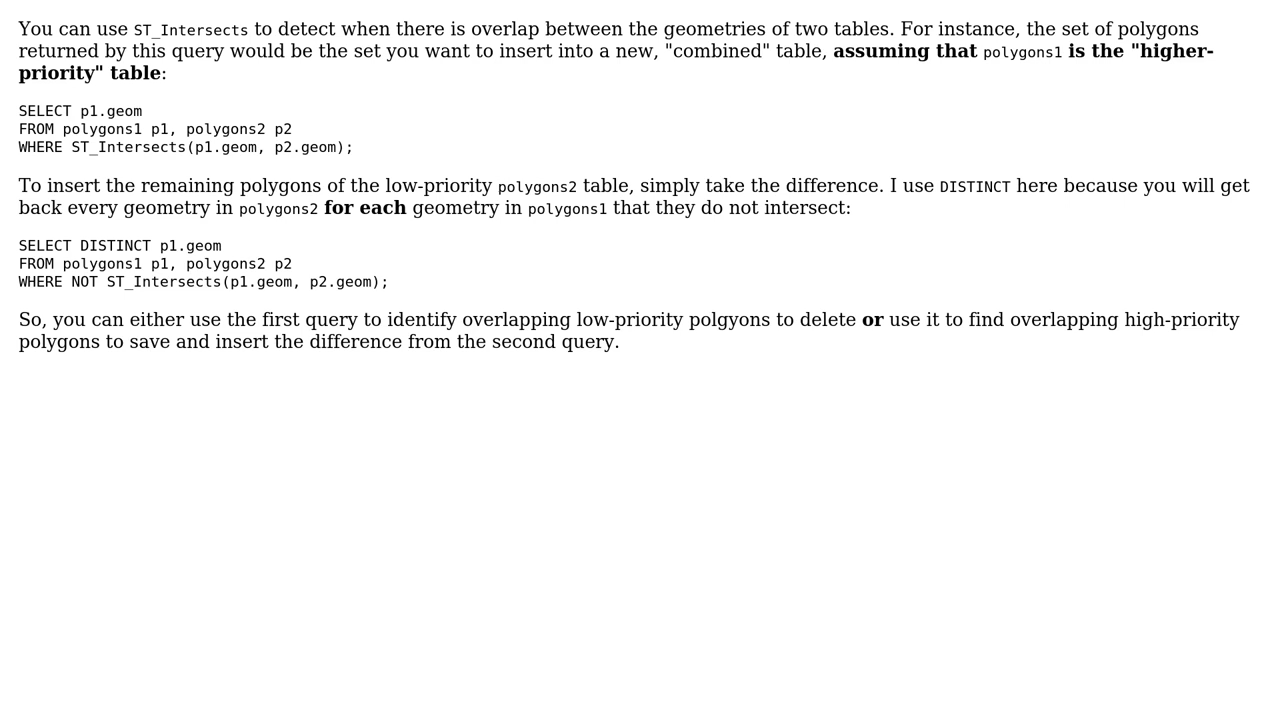 You can use ST_Intersects to detect when there is overlap between the geometries of two tables. For instance, the set of polygons
returned by this query would be the set you want to insert into a new, "combined" table, assuming that polygons1 is the "higher-
priority" table:
SELECT p1.geom
FROM polygons1 p1, polygons2 p2
WHERE ST_Intersects(p1.geom, p2.geom);
To insert the remaining polygons of the low-priority polygons2 table, simply take the difference. I use DISTINCT here because you will get
back every geometry in polygons2 for each geometry in polygons1 that they do not intersect:
SELECT DISTINCT p1.geom
FROM polygons1 p1, polygons2 p2
WHERE NOT ST_Intersects(p1.geom, p2.geom);
So, you can either use the first query to identify overlapping low-priority polgyons to delete or use it to find overlapping high-priority
polygons to save and insert the difference from the second query.